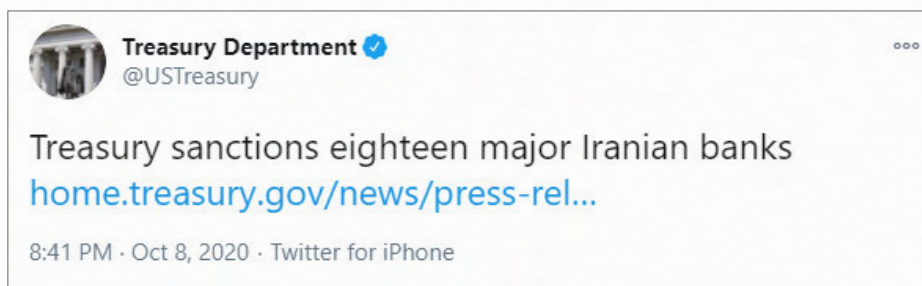 Treasury Department
@USTreasury
Treasury sanctions eighteen major Iranian banks
home.treasury.gov/news/press-rel...
8:41 PM · Oct 8, 2020 · Twitter for iPhone